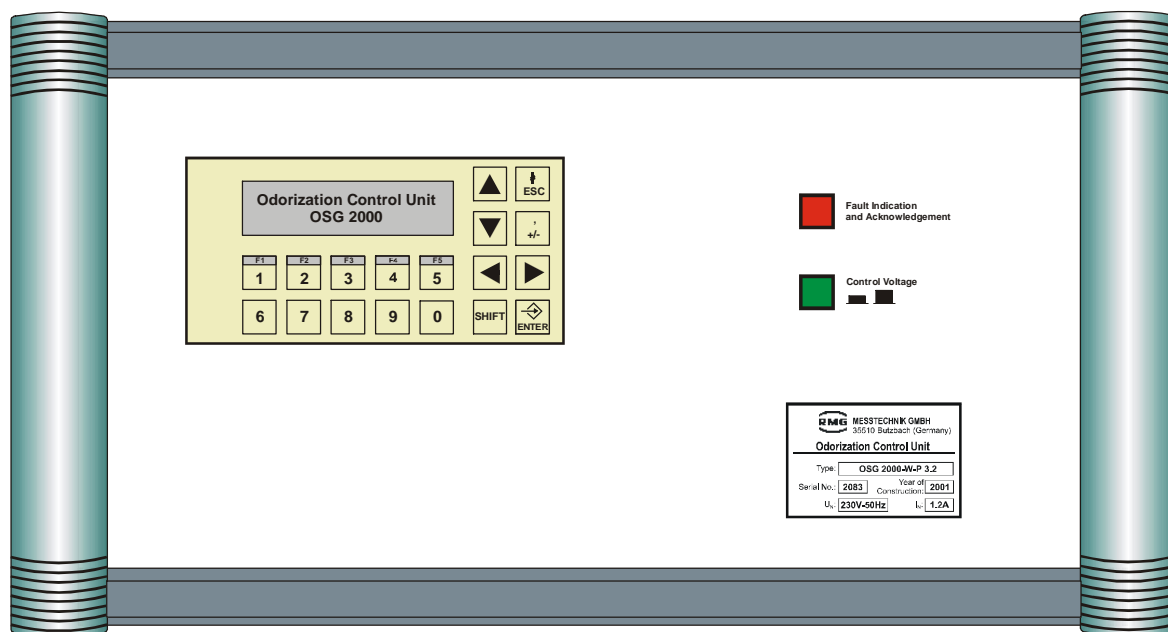 Odorization Control Unit
OSG 2000
ESC
,
+/-
F1 F2 F3 F4 F5
1 2 3 4 5
6 7 8 9 0
SHIFT
ENTER
Fault Indication
and Acknowledgement
Control Voltage
RMG MESSTECHNIK GMBH
35510 Butzbach (Germany)
Odorization Control Unit
Type: OSG 2000-W-P 3.2
Serial No.: 2083 Year of Construction: 2001
UN: 230V-50Hz IN: 1.2A